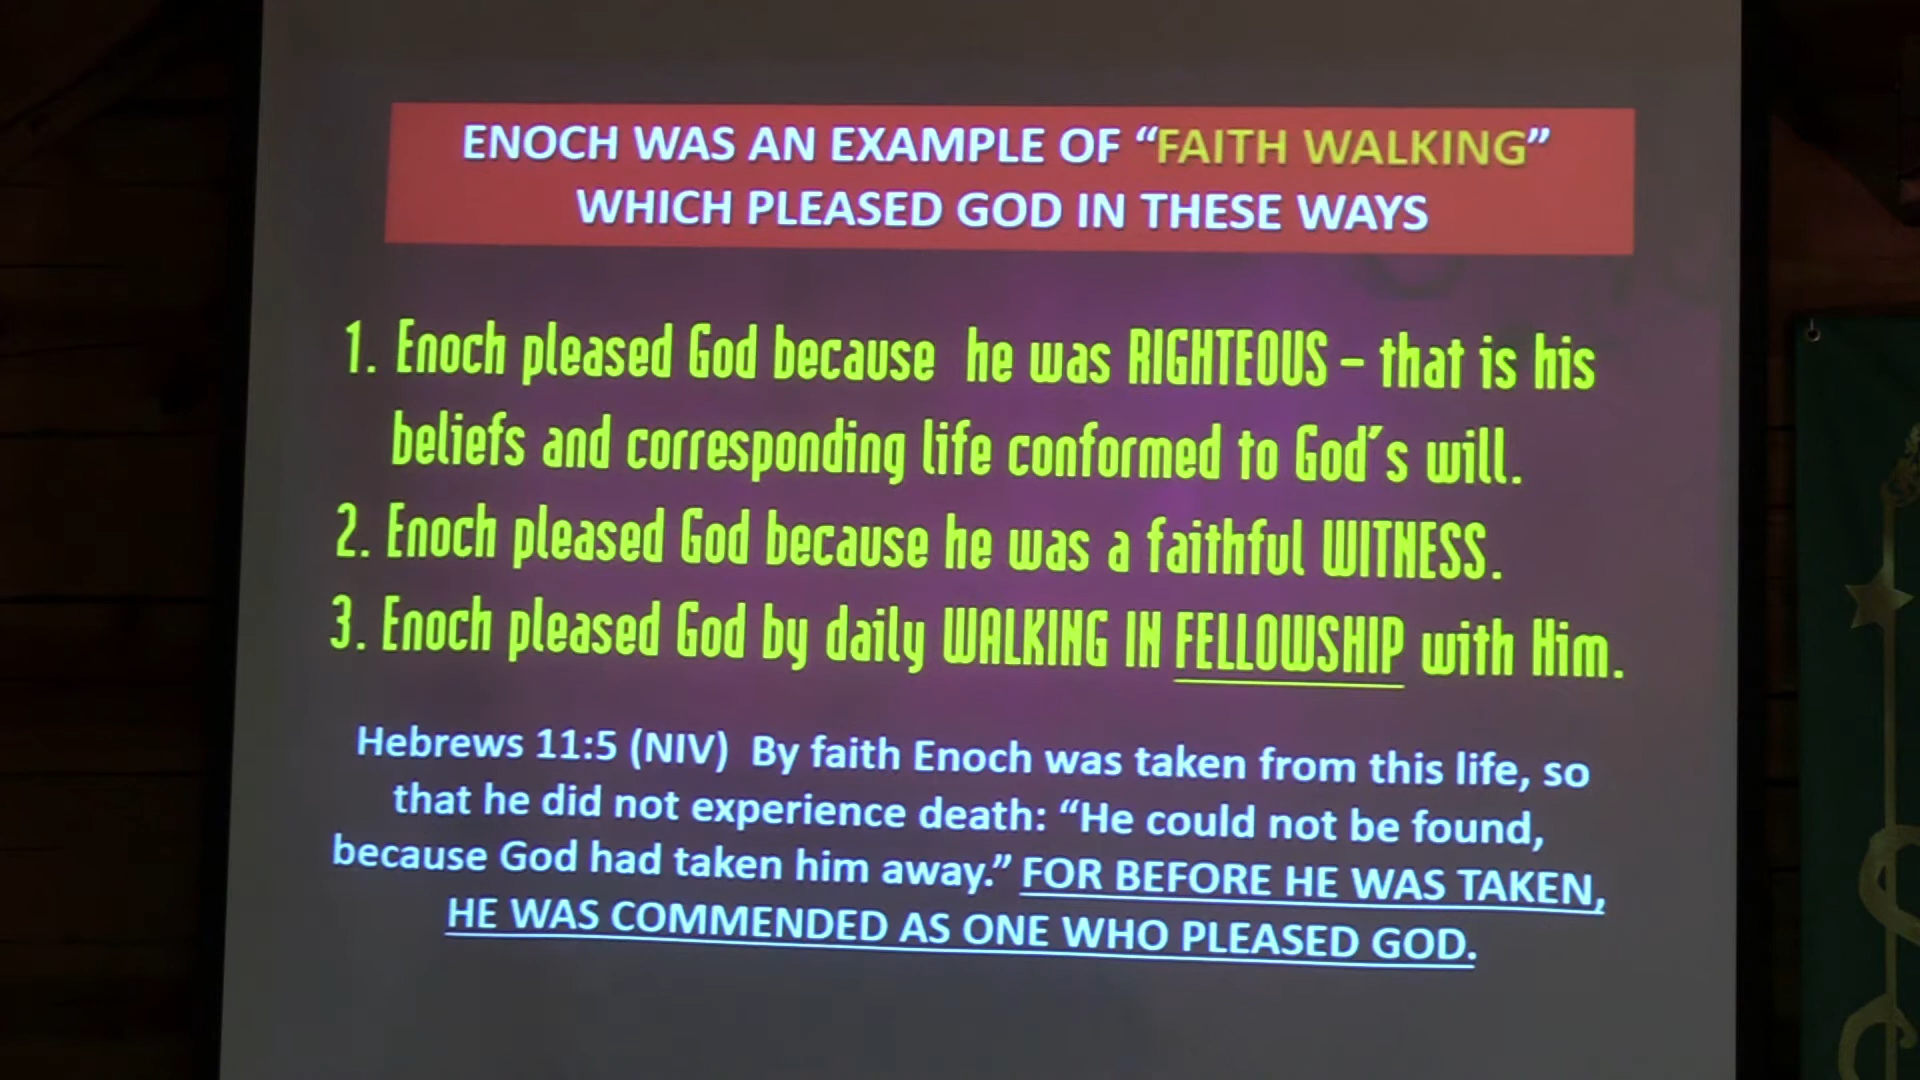 ENOCH WAS AN EXAMPLE OF “FAITH WALKING”
WHICH PLEASED GOD IN THESE WAYS
1. Enoch pleased God because  he was RIGHTEOUS – that is his
beliefs and corresponding life conformed to God´s will.
2. Enoch pleased God because he was a faithful WITNESS.
3. Enoch pleased God by daily WALKING IN FELLOWSHIP with Him.
Hebrews 11:5 (NIV)  By faith Enoch was taken from this life, so
that he did not experience death: “He could not be found,
because God had taken him away.” FOR BEFORE HE WAS TAKEN,
HE WAS COMMENDED AS ONE WHO PLEASED GOD.